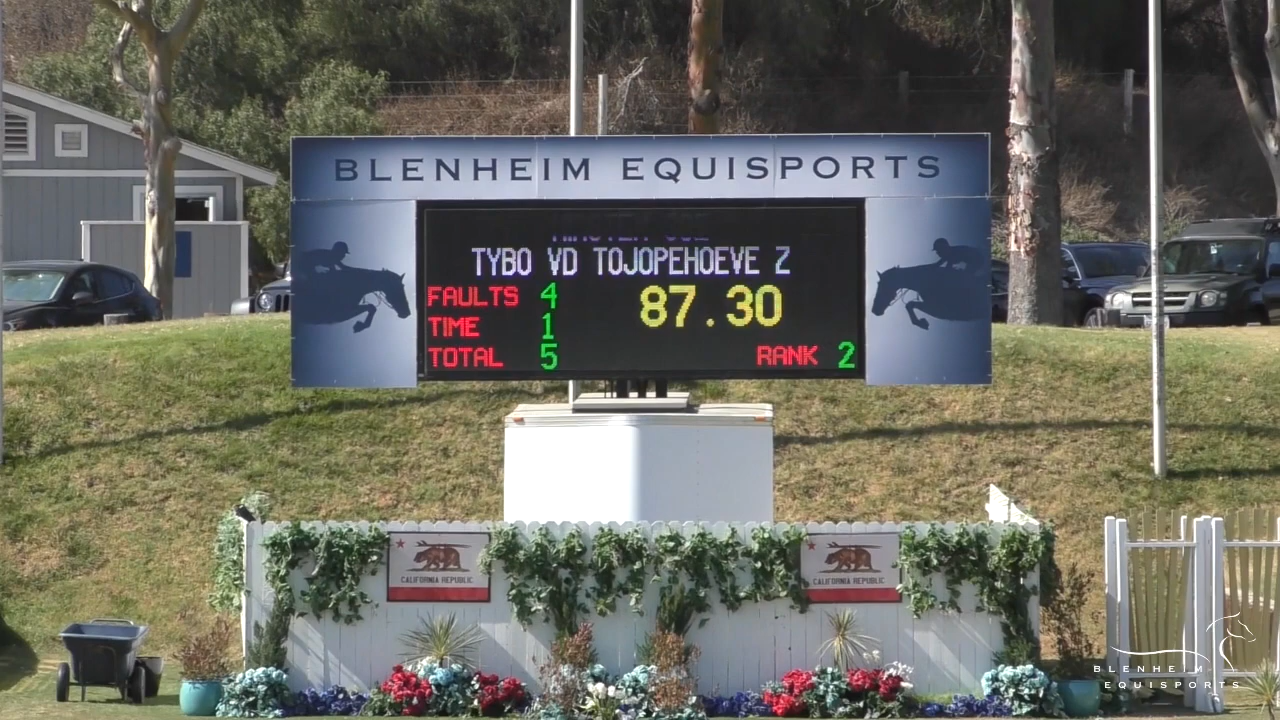 BLENHEIM EQUISPORTS
TYBO VD TOJOPEHOEVE Z
FAULTS 4
87.30
TIME 1
TOTAL 5
RANK 2
CALIFORNIA REPUBLIC
CALIFORNIA REPUBLIC
BLENHEIM
EQUISPORTS